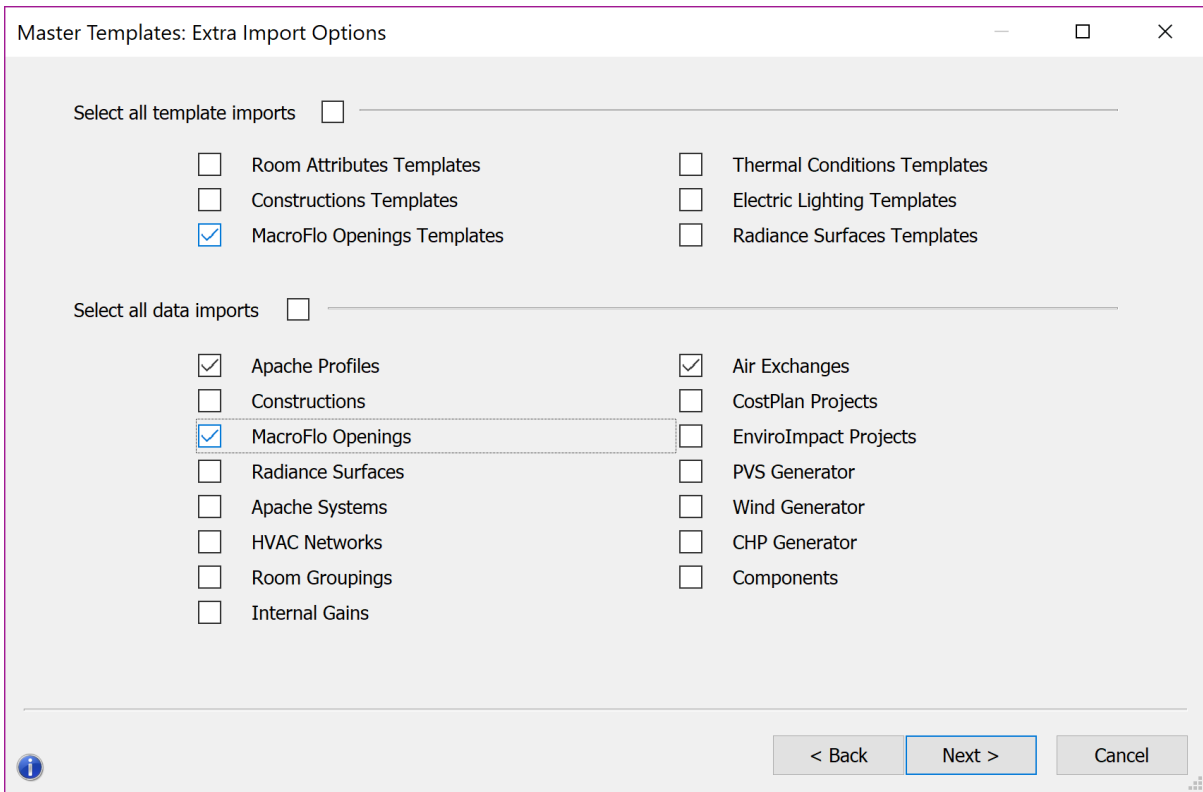 Master Templates: Extra Import Options
Select all template imports
Room Attributes Templates
Thermal Conditions Templates
Constructions Templates
Electric Lighting Templates
MacroFlo Openings Templates
Radiance Surfaces Templates
Select all data imports
Apache Profiles
Air Exchanges
Constructions
CostPlan Projects
MacroFlo Openings
EnviroImpact Projects
Radiance Surfaces
PVS Generator
Apache Systems
Wind Generator
HVAC Networks
CHP Generator
Room Groupings
Components
Internal Gains
< Back
Next >
Cancel